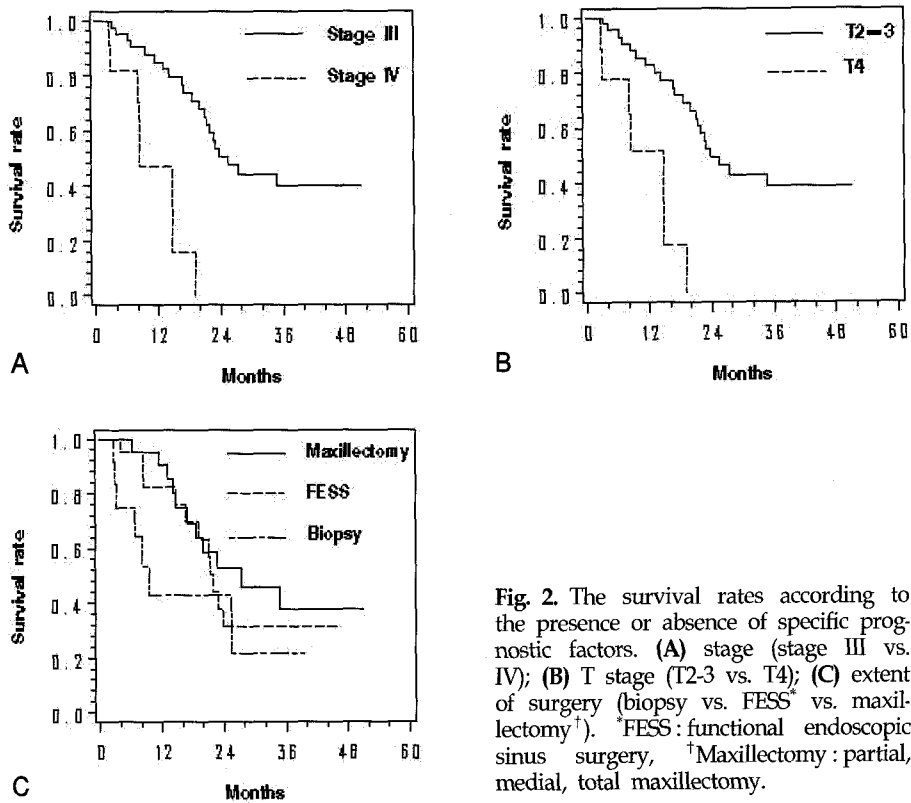 1.0
0.8
0.6
0.4
0.2
0.0
Survival rate
Stage III
Stage IV
0 12 24 36 48 60
Months
A
1.0
0.8
0.6
0.4
0.2
0.0
Survival rate
T2-3
T4
0 12 24 36 48 60
Months
B
1.0
0.8
0.6
0.4
0.2
0.0
Survival rate
Maxillectomy
FESS
Biopsy
0 12 24 36 48 60
Months
C
Fig. 2. The survival rates according to
the presence or absence of specific prog-
nostic factors. (A) stage (stage III vs.
IV); (B) T stage (T2-3 vs. T4); (C) extent
of surgery (biopsy vs. FESS* vs. maxil-
lectomy†). *FESS : functional endoscopic
sinus surgery, †Maxillectomy : partial,
medial, total maxillectomy.